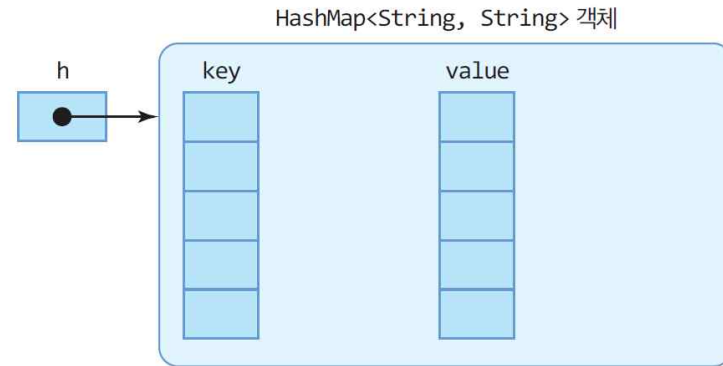 HashMap<String, String> 객체
h
key
value